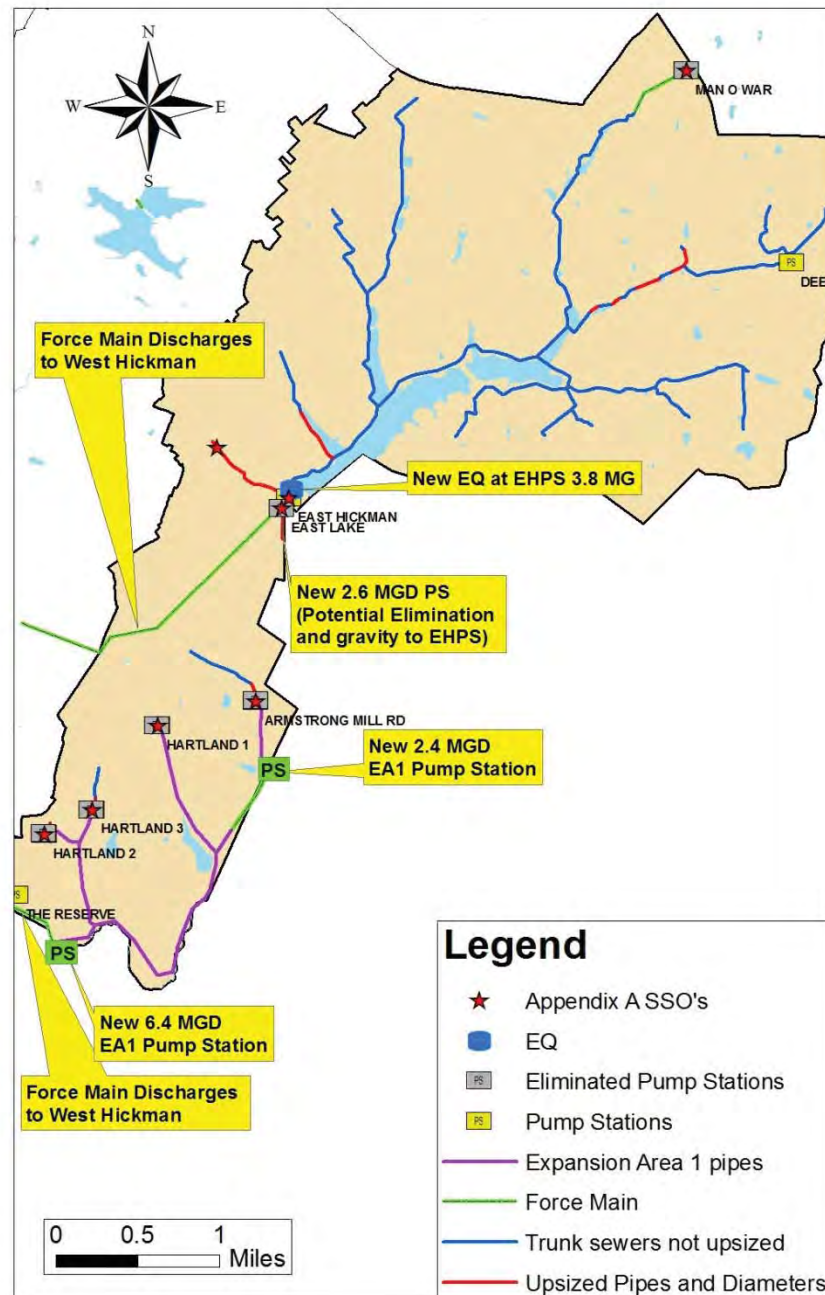 N
W
E
S
MAN O WAR
PS
DEE
Force Main Discharges
to West Hickman
New EQ at EHPS 3.8 MG
EAST HICKMAN
EAST LAKE
New 2.6 MGD PS
(Potential Elimination
and gravity to EHPS)
ARMSTRONG MILL RD
HARTLAND 1
New 2.4 MGD
EA1 Pump Station
PS
HARTLAND 3
HARTLAND 2
PS
THE RESERVE
PS
New 6.4 MGD
EA1 Pump Station
Force Main Discharges
to West Hickman
Legend
Appendix A SSO's
EQ
PS
Eliminated Pump Stations
PS
Pump Stations
Expansion Area 1 pipes
Force Main
Trunk sewers not upsized
Upsized Pipes and Diameters
0 0.5 1
Miles